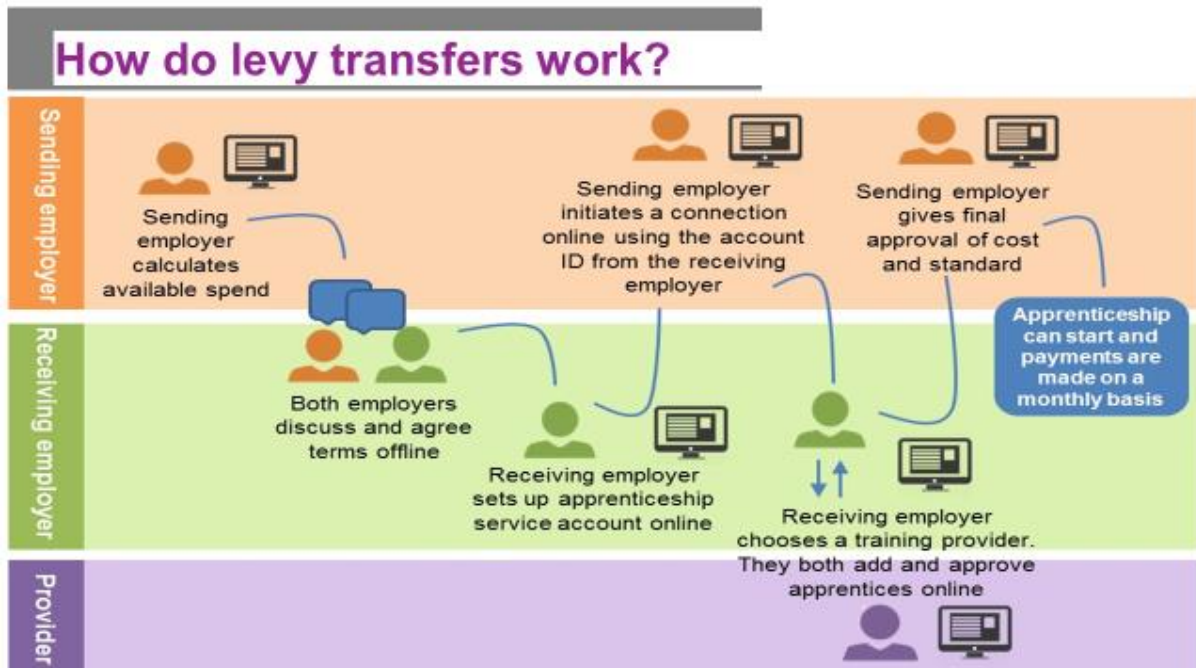 How do levy transfers work?
Sending employer
Sending
employer
calculates
available spend
Both employers
discuss and agree
terms offline
Receiving employer
sets up apprenticeship
service account online
Sending employer
initiates a connection
online using the account
ID from the receiving
employer
Receiving employer
chooses a training provider.
They both add and approve
apprentices online
Sending employer
gives final
approval of cost
and standard
Apprenticeship
can start and
payments are
made on a
monthly basis
Receiving employer
Provider